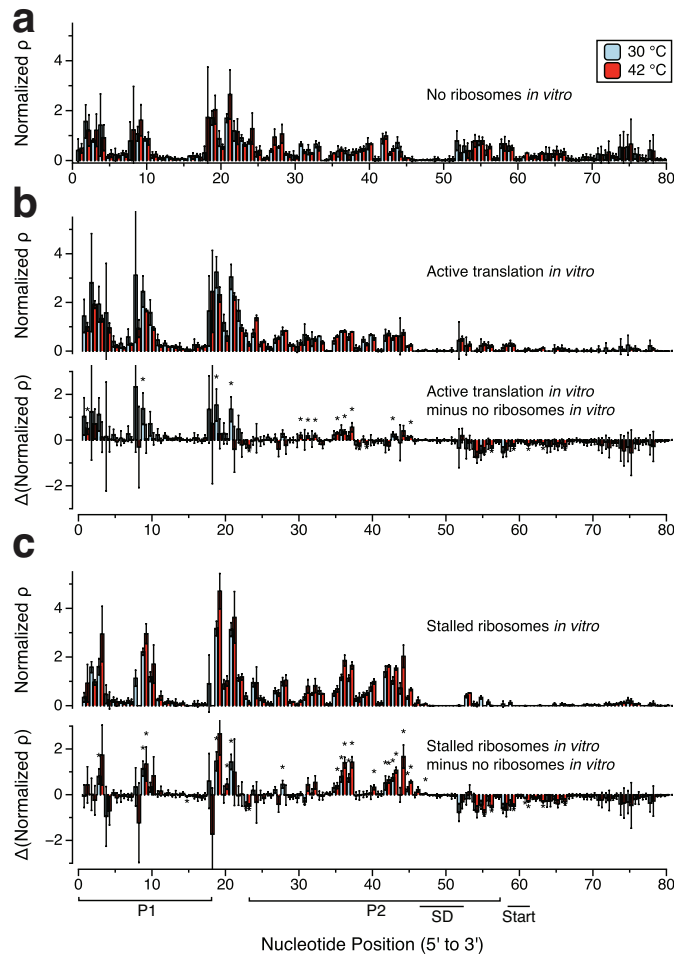 a
Normalized ρ
4
2
0
30 °C
42 °C
No ribosomes in vitro
0 10 20 30 40 50 60 70 80
b
Normalized ρ
4
2
0
Active translation in vitro
Δ(Normalized ρ)
2
0
−2
Active translation in vitro
minus no ribosomes in vitro
* * * * * * * * * * * * *
0 10 20 30 40 50 60 70 80
c
Normalized ρ
4
2
0
Stalled ribosomes in vitro
Δ(Normalized ρ)
2
0
−2
Stalled ribosomes in vitro
minus no ribosomes in vitro
0 10 20 30 40 50 60 70 80
P1 P2 SD Start
Nucleotide Position (5' to 3')